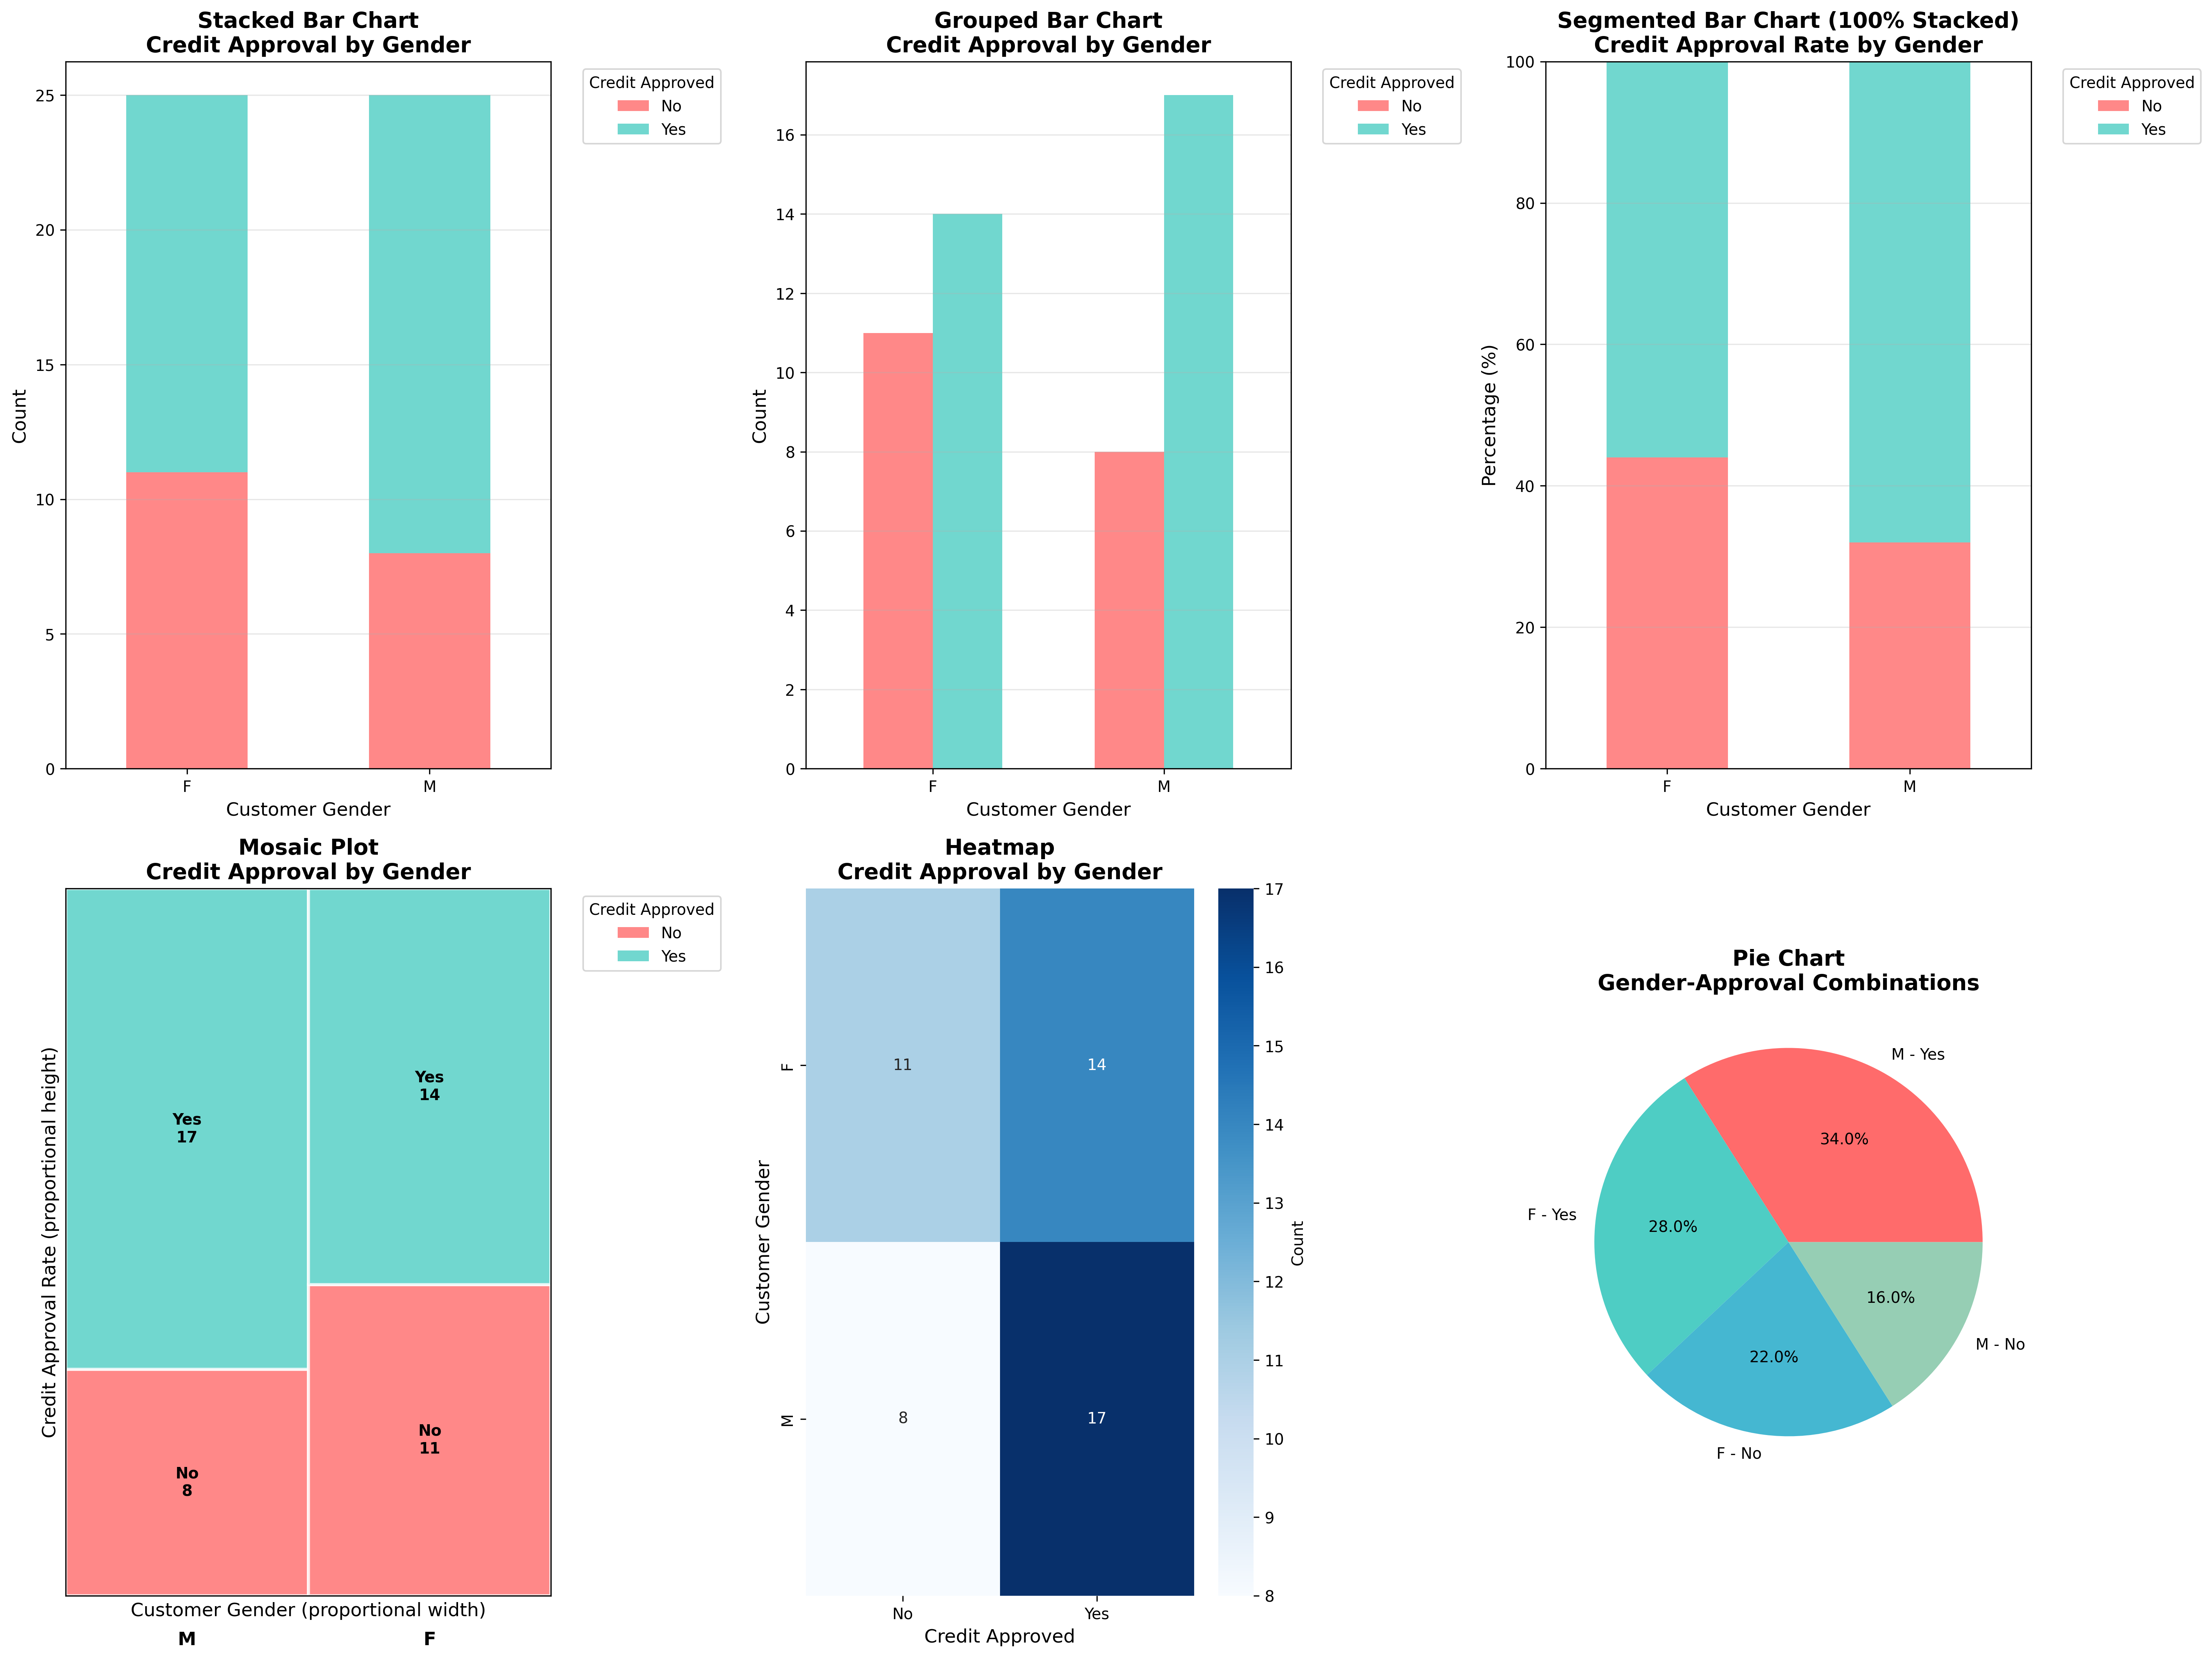 Stacked Bar Chart
Credit Approval by Gender
25
20
15
10
5
0
Count
F
M
Customer Gender
Credit Approved
No
Yes
Grouped Bar Chart
Credit Approval by Gender
16
14
12
10
8
6
4
2
0
Count
F
M
Customer Gender
Credit Approved
No
Yes
Segmented Bar Chart (100% Stacked)
Credit Approval Rate by Gender
100
80
60
40
20
0
Percentage (%)
F
M
Customer Gender
Credit Approved
No
Yes
Mosaic Plot
Credit Approval by Gender
Credit Approval Rate (proportional height)
Yes
17
Yes
14
No
8
No
11
Customer Gender (proportional width)
M
F
Credit Approved
No
Yes
Heatmap
Credit Approval by Gender
Customer Gender
F
M
11
14
8
17
No
Yes
Credit Approved
17
16
15
14
13
12
11
10
9
8
Count
Pie Chart
Gender-Approval Combinations
M - Yes
34.0%
F - Yes
28.0%
16.0%
M - No
22.0%
F - No